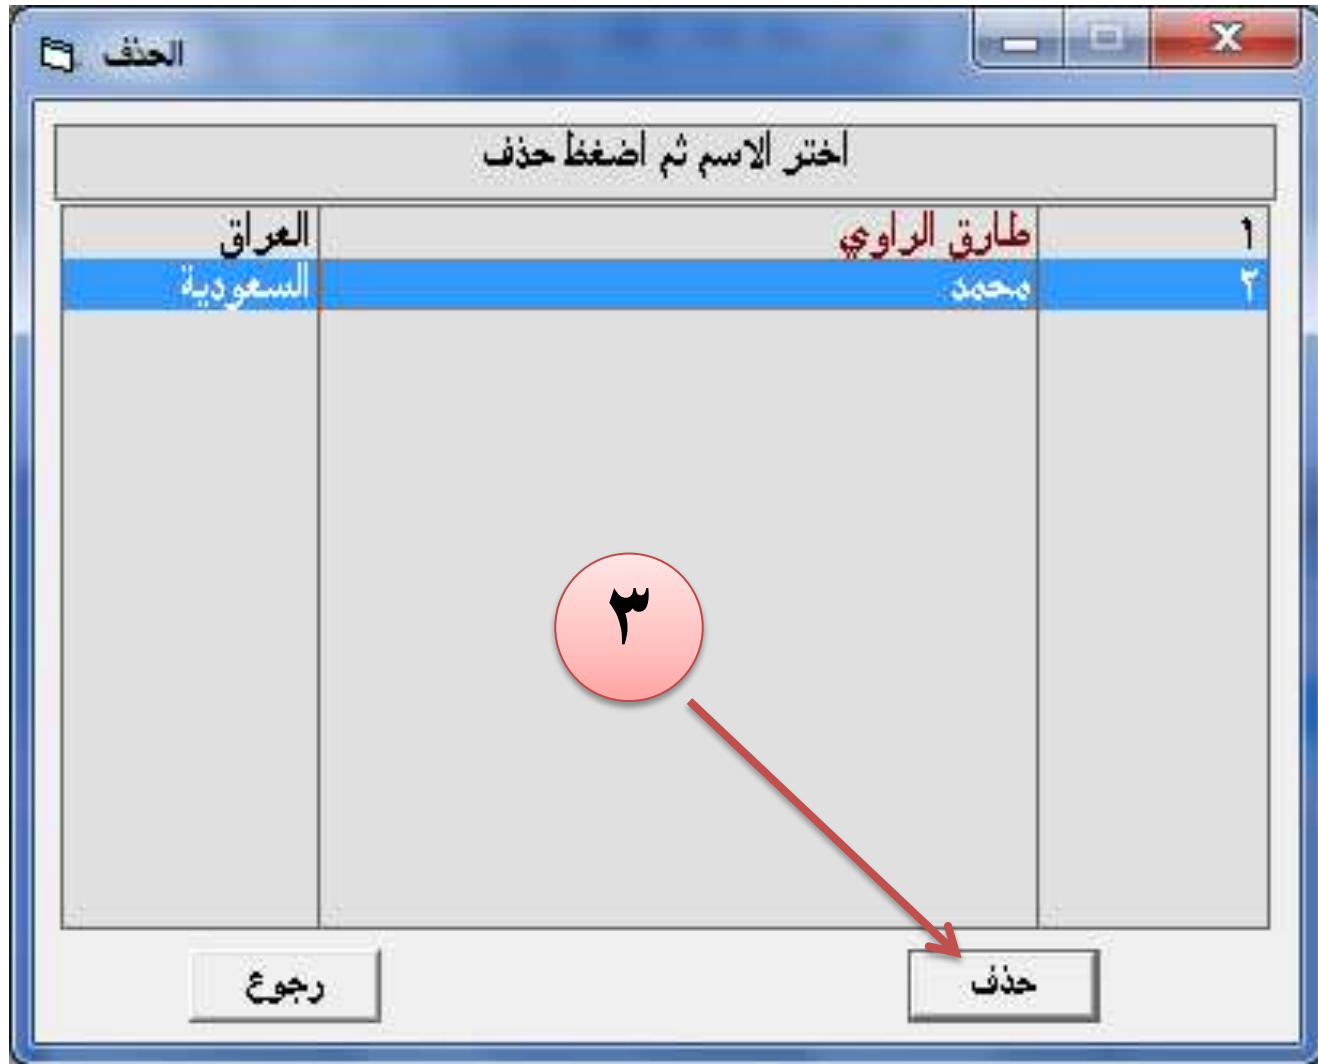 الحذف
اختر الاسم ثم اضغط حذف
١ طارق الراوي العراق
٢ محمد السعودية
٣
حذف رجوع